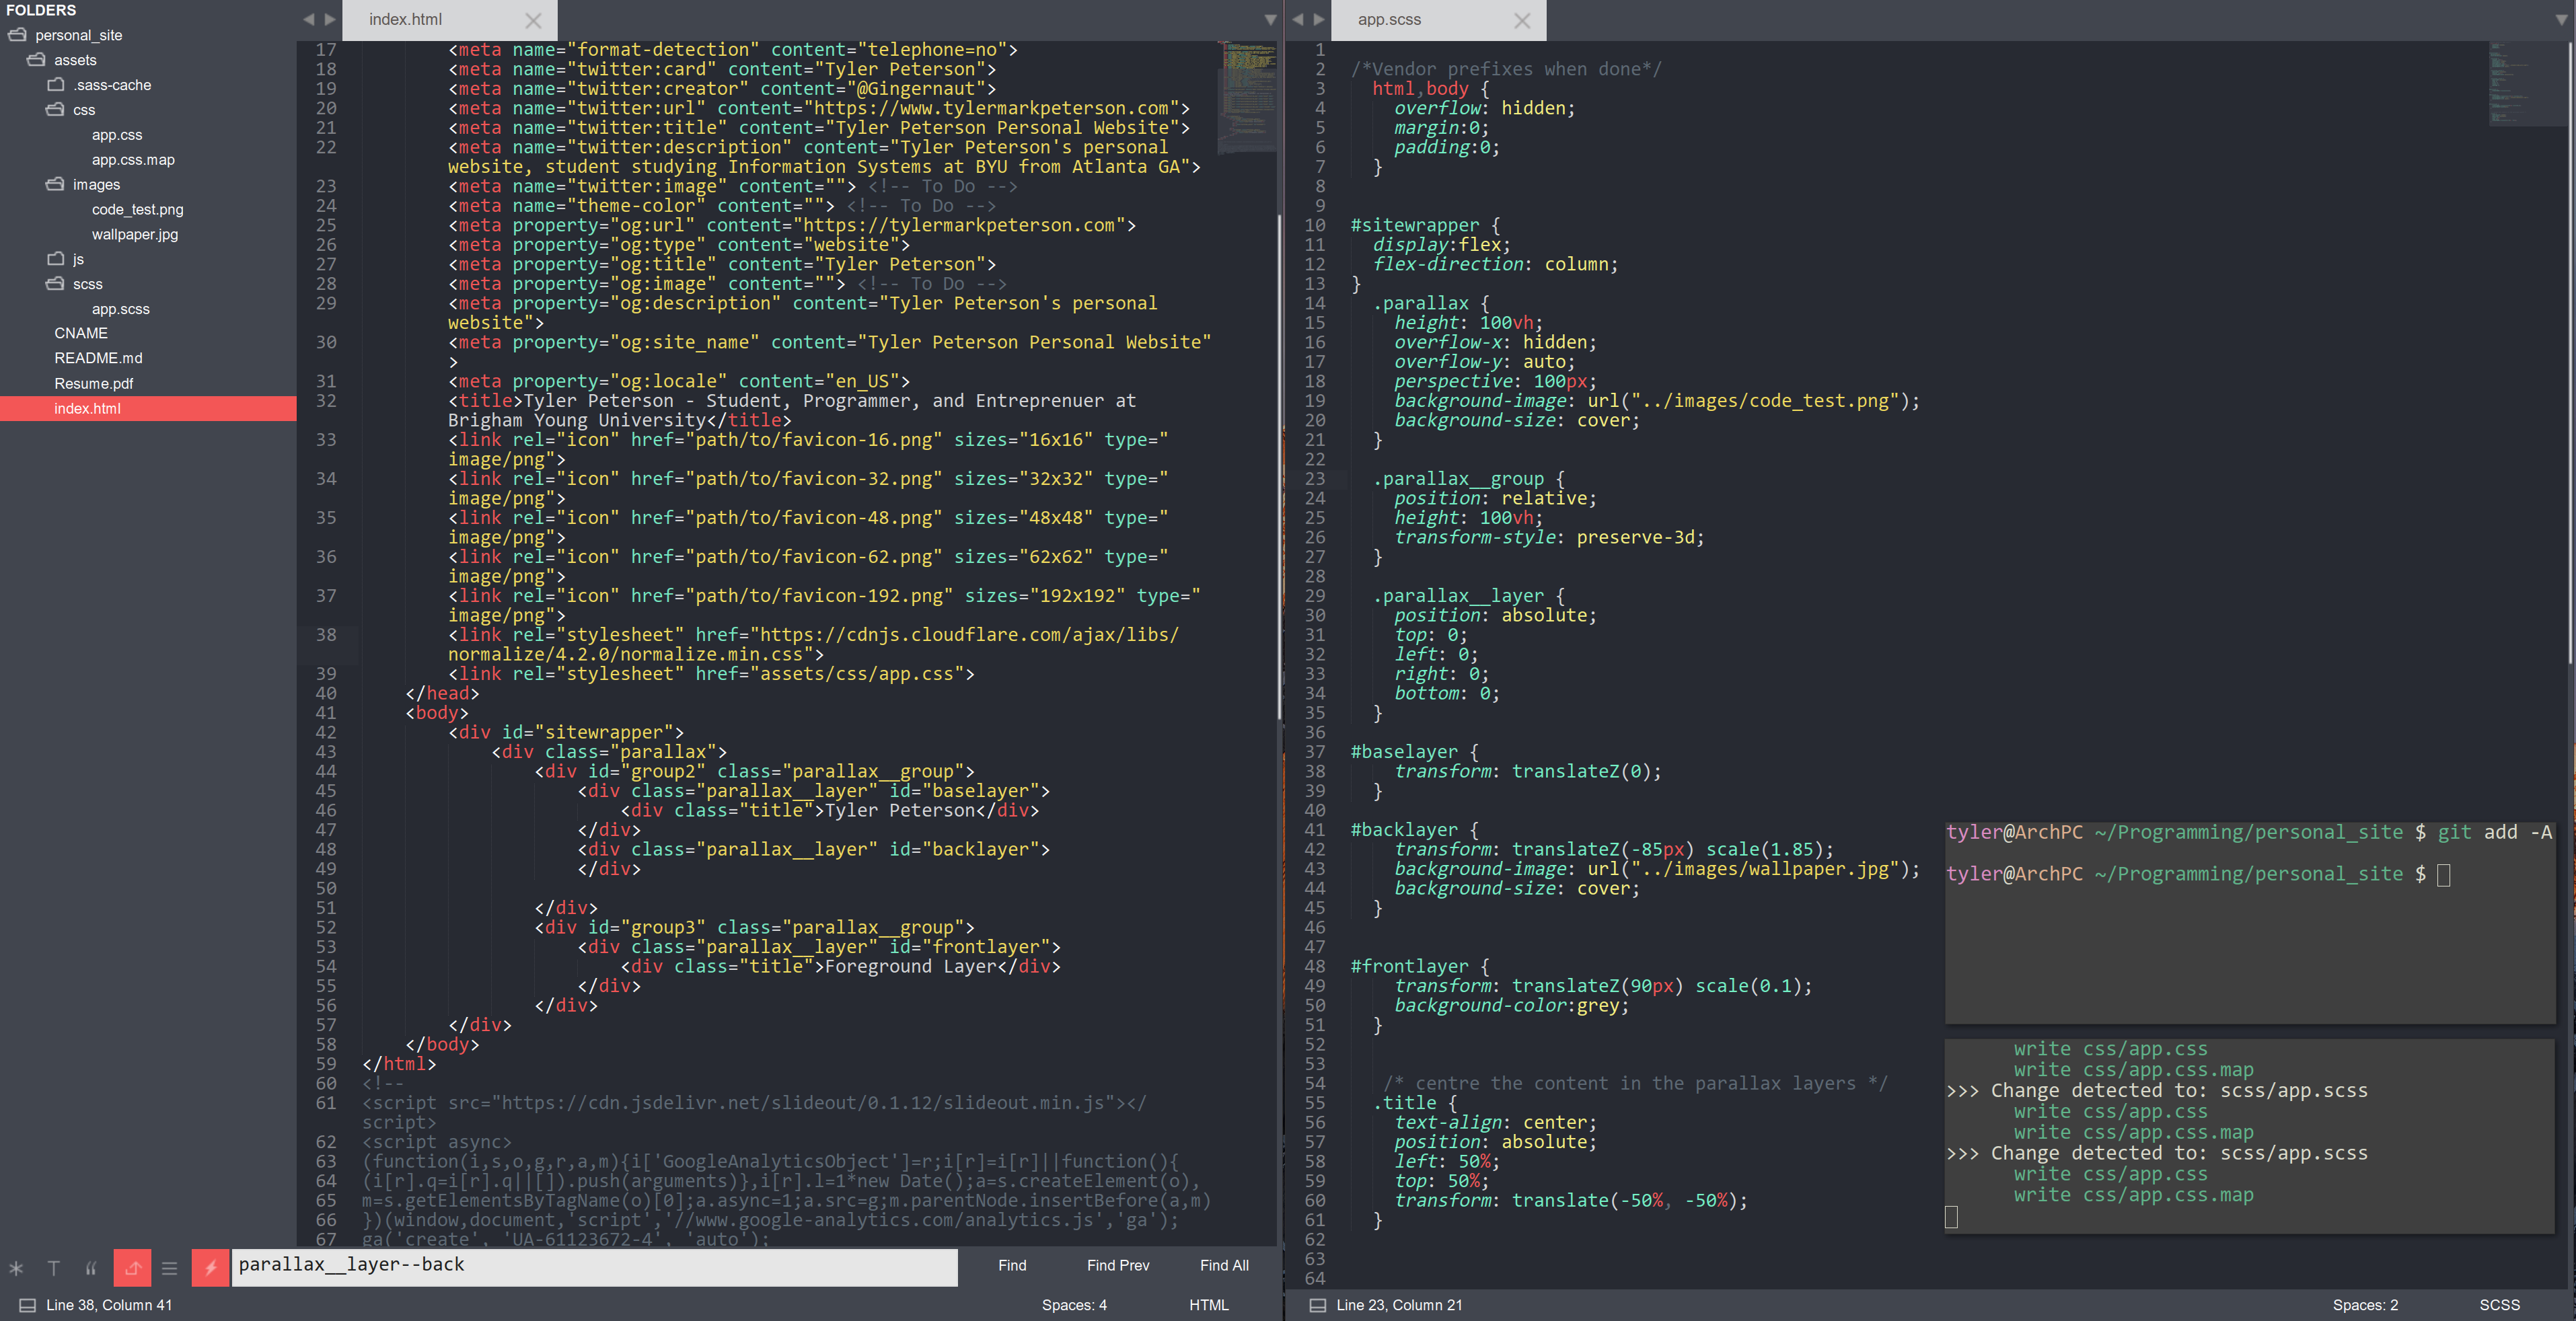 FOLDERS
personal_site
assets
.sass-cache
css
app.css
app.css.map
images
code_test.png
wallpaper.jpg
js
scss
app.scss
CNAME
README.md
Resume.pdf
index.html
index.html
17 <meta name="format-detection" content="telephone=no">
18 <meta name="twitter:card" content="Tyler Peterson">
19 <meta name="twitter:creator" content="@Gingernaut">
20 <meta name="twitter:url" content="https://www.tylermarkpeterson.com">
21 <meta name="twitter:title" content="Tyler Peterson Personal Website">
22 <meta name="twitter:description" content="Tyler Peterson's personal
website, student studying Information Systems at BYU from Atlanta GA">
23 <meta name="twitter:image" content=""> <!-- To Do -->
24 <meta name="theme-color" content=""> <!-- To Do -->
25 <meta property="og:url" content="https://tylermarkpeterson.com">
26 <meta property="og:type" content="website">
27 <meta property="og:title" content="Tyler Peterson">
28 <meta property="og:image" content=""> <!-- To Do -->
29 <meta property="og:description" content="Tyler Peterson's personal
website">
30 <meta property="og:site_name" content="Tyler Peterson Personal Website"
>
31 <meta property="og:locale" content="en_US">
32 <title>Tyler Peterson - Student, Programmer, and Entreprenuer at
Brigham Young University</title>
33 <link rel="icon" href="path/to/favicon-16.png" sizes="16x16" type="
image/png">
34 <link rel="icon" href="path/to/favicon-32.png" sizes="32x32" type="
image/png">
35 <link rel="icon" href="path/to/favicon-48.png" sizes="48x48" type="
image/png">
36 <link rel="icon" href="path/to/favicon-62.png" sizes="62x62" type="
image/png">
37 <link rel="icon" href="path/to/favicon-192.png" sizes="192x192" type="
image/png">
38 <link rel="stylesheet" href="https://cdnjs.cloudflare.com/ajax/libs/
normalize/4.2.0/normalize.min.css">
39 <link rel="stylesheet" href="assets/css/app.css">
40 </head>
41 <body>
42 <div id="sitewrapper">
43 <div class="parallax">
44 <div id="group2" class="parallax__group">
45 <div class="parallax__layer" id="baselayer">
46 <div class="title">Tyler Peterson</div>
47 </div>
48 <div class="parallax__layer" id="backlayer">
49 </div>
50
51 </div>
52 <div id="group3" class="parallax__group">
53 <div class="parallax__layer" id="frontlayer">
54 <div class="title">Foreground Layer</div>
55 </div>
56 </div>
57 </div>
58 </body>
59 </html>
60 <!--
61 <script src="https://cdn.jsdelivr.net/slideout/0.1.12/slideout.min.js"></
script>
62 <script async>
63 (function(i,s,o,g,r,a,m){i['GoogleAnalyticsObject']=r;i[r]=i[r]||function(){
64 (i[r].q=i[r].q||[]).push(arguments)},i[r].l=1*new Date();a=s.createElement(o),
65 m=s.getElementsByTagName(o)[0];a.async=1;a.src=g;m.parentNode.insertBefore(a,m)
66 })(window,document,'script','//www.google-analytics.com/analytics.js','ga');
67 ga('create', 'UA-61123672-4', 'auto');
parallax__layer--back
Find
Find Prev
Find All
Line 38, Column 41
Spaces: 4
HTML
app.scss
1
2 /*Vendor prefixes when done*/
3 html,body {
4 overflow: hidden;
5 margin:0;
6 padding:0;
7 }
8
9
10 #sitewrapper {
11 display:flex;
12 flex-direction: column;
13 }
14 .parallax {
15 height: 100vh;
16 overflow-x: hidden;
17 overflow-y: auto;
18 perspective: 100px;
19 background-image: url("../images/code_test.png");
20 background-size: cover;
21 }
22
23 .parallax__group {
24 position: relative;
25 height: 100vh;
26 transform-style: preserve-3d;
27 }
28
29 .parallax__layer {
30 position: absolute;
31 top: 0;
32 left: 0;
33 right: 0;
34 bottom: 0;
35 }
36
37 #baselayer {
38 transform: translateZ(0);
39 }
40
41 #backlayer {
42 transform: translateZ(-85px) scale(1.85);
43 background-image: url("../images/wallpaper.jpg");
44 background-size: cover;
45 }
46
47
48 #frontlayer {
49 transform: translateZ(90px) scale(0.1);
50 background-color:grey;
51 }
52
53
54 /* centre the content in the parallax layers */
55 .title {
56 text-align: center;
57 position: absolute;
58 left: 50%;
59 top: 50%;
60 transform: translate(-50%, -50%);
61 }
62
63
64
tyler@ArchPC ~/Programming/personal_site $ git add -A
tyler@ArchPC ~/Programming/personal_site $
write css/app.css
write css/app.css.map
>>> Change detected to: scss/app.scss
write css/app.css
write css/app.css.map
>>> Change detected to: scss/app.scss
write css/app.css
write css/app.css.map
Line 23, Column 21
Spaces: 2
SCSS